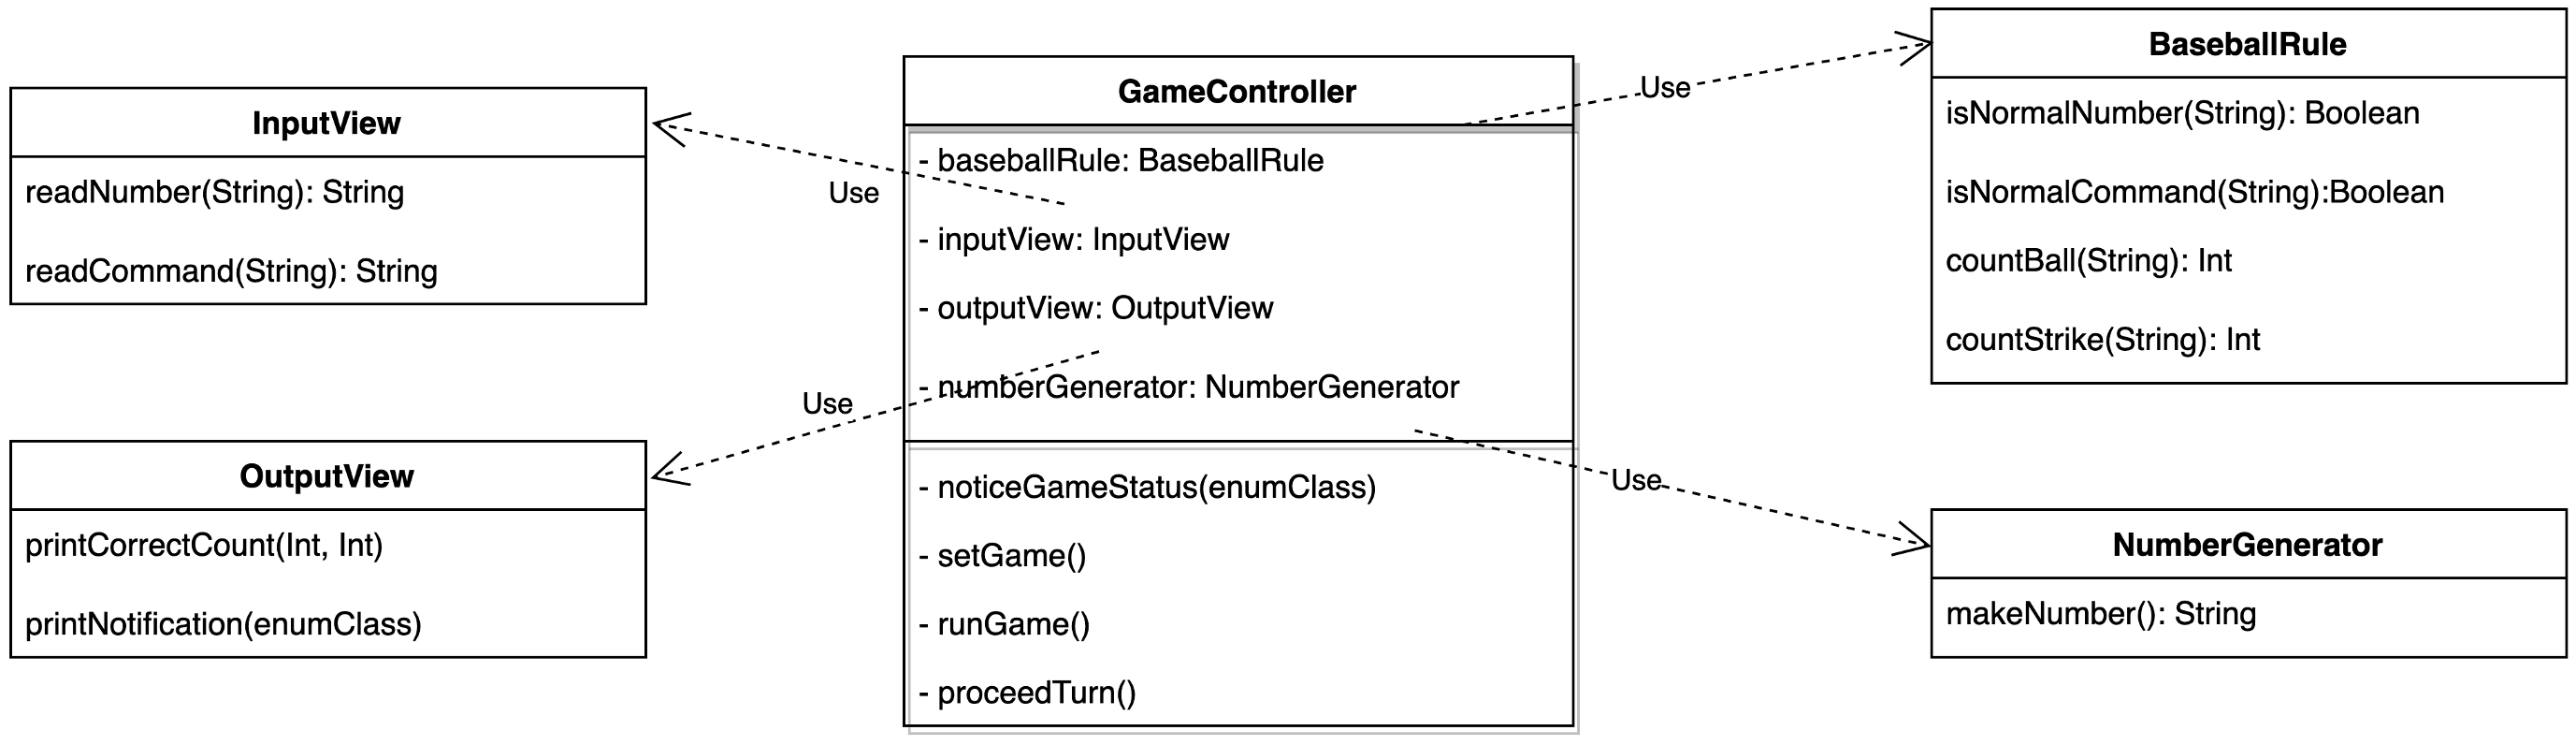 InputView
readNumber(String): String
readCommand(String): String
Use
OutputView
printCorrectCount(Int, Int)
printNotification(enumClass)
Use
GameController
- baseballRule: BaseballRule
- inputView: InputView
- outputView: OutputView
- numberGenerator: NumberGenerator
- noticeGameStatus(enumClass)
- setGame()
- runGame()
- proceedTurn()
Use
BaseballRule
isNormalNumber(String): Boolean
isNormalCommand(String):Boolean
countBall(String): Int
countStrike(String): Int
Use
NumberGenerator
makeNumber(): String